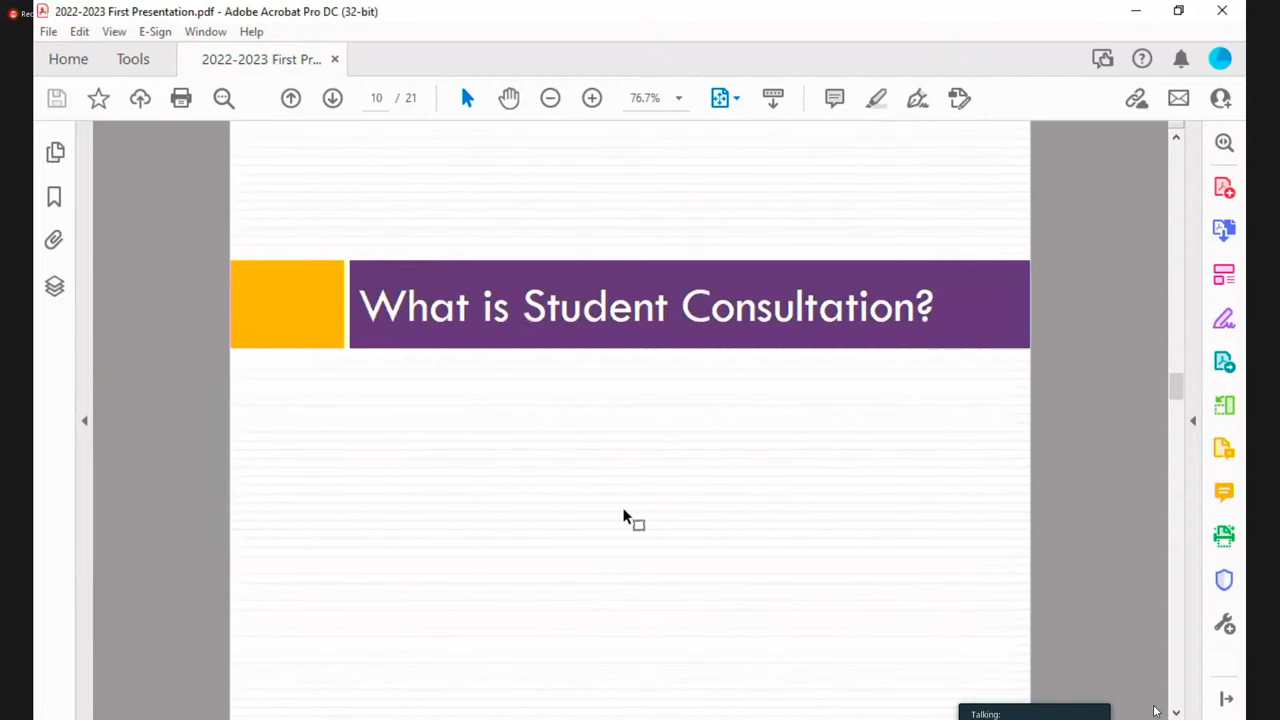 Rec
2022-2023 First Presentation.pdf - Adobe Acrobat Pro DC (32-bit)
File Edit View E-Sign Window Help
Home Tools 2022-2023 First Pr... ×
10 / 21 76.7%
What is Student Consultation?
Talking: